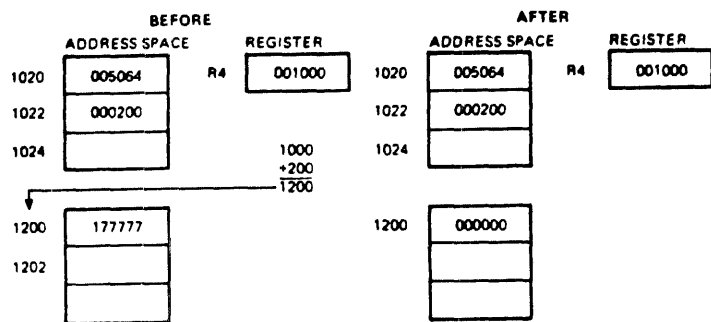 BEFORE
ADDRESS SPACE REGISTER
1020 005064 R4 001000
1022 000200
1024
1000
+200
1200
1200 177777
1202
AFTER
ADDRESS SPACE REGISTER
1020 005064 R4 001000
1022 000200
1024
1200 000000